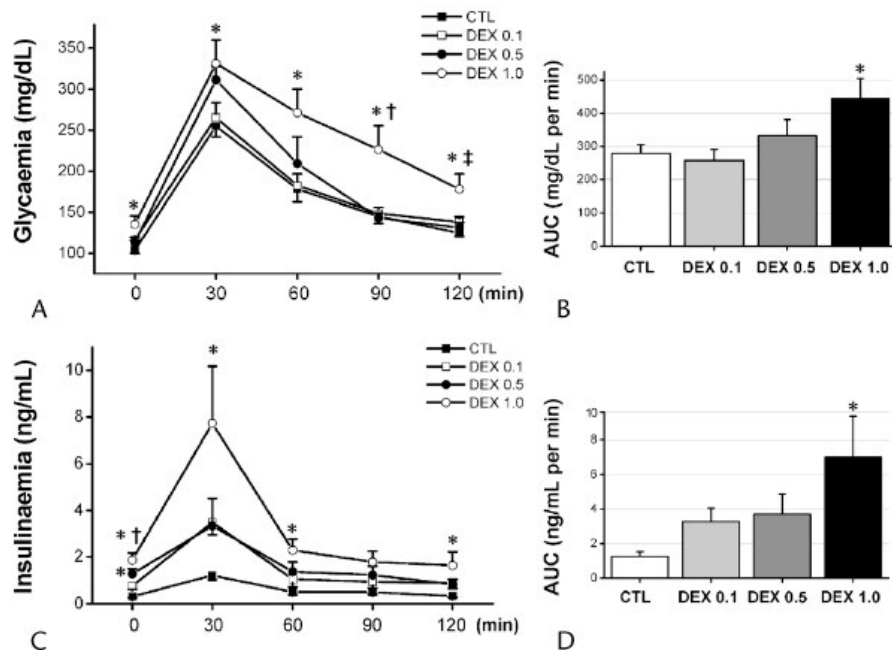 CTL
DEX 0.1
DEX 0.5
DEX 1.0
Glycaemia (mg/dL)
350
300
250
200
150
100
*
*
*
* †
* ‡
0 30 60 90 120 (min)
A
AUC (mg/dL per min)
500
400
300
200
100
0
*
CTL DEX 0.1 DEX 0.5 DEX 1.0
B
CTL
DEX 0.1
DEX 0.5
DEX 1.0
Insulinaemia (ng/mL)
10
8
6
4
2
0
* †
*
*
*
*
0 30 60 90 120 (min)
C
AUC (ng/mL per min)
10
8
6
4
2
0
*
CTL DEX 0.1 DEX 0.5 DEX 1.0
D